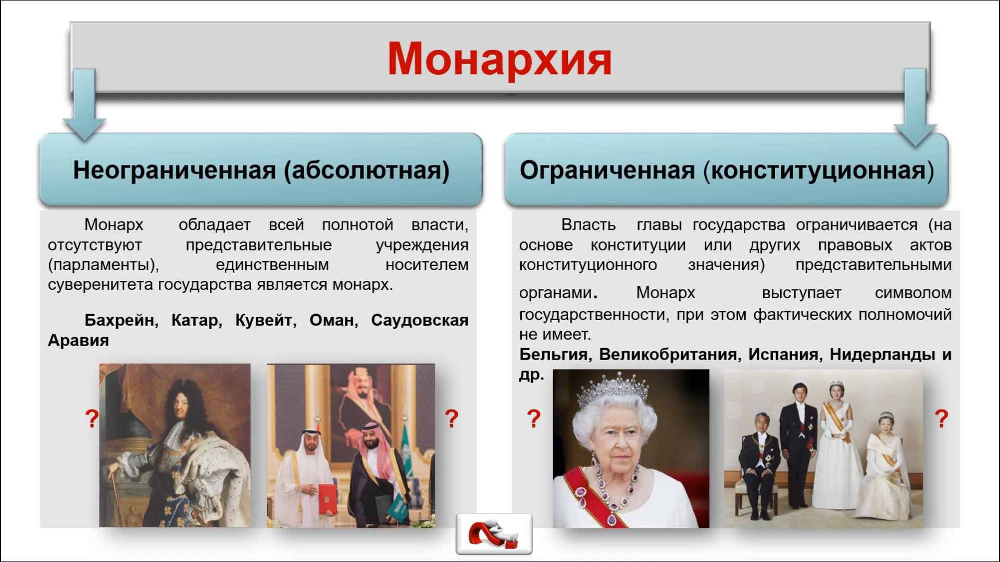 Монархия
Неограниченная (абсолютная)
Монарх обладает всей полнотой власти,
отсутствуют представительные учреждения
(парламенты), единственным носителем
суверенитета государства является монарх.
Бахрейн, Катар, Кувейт, Оман, Саудовская
Аравия
?
?
Ограниченная (конституционная)
Власть главы государства ограничивается (на
основе конституции или других правовых актов
конституционного значения) представительными
органами. Монарх выступает символом
государственности, при этом фактических полномочий
не имеет.
Бельгия, Великобритания, Испания, Нидерланды и
др.
?
?